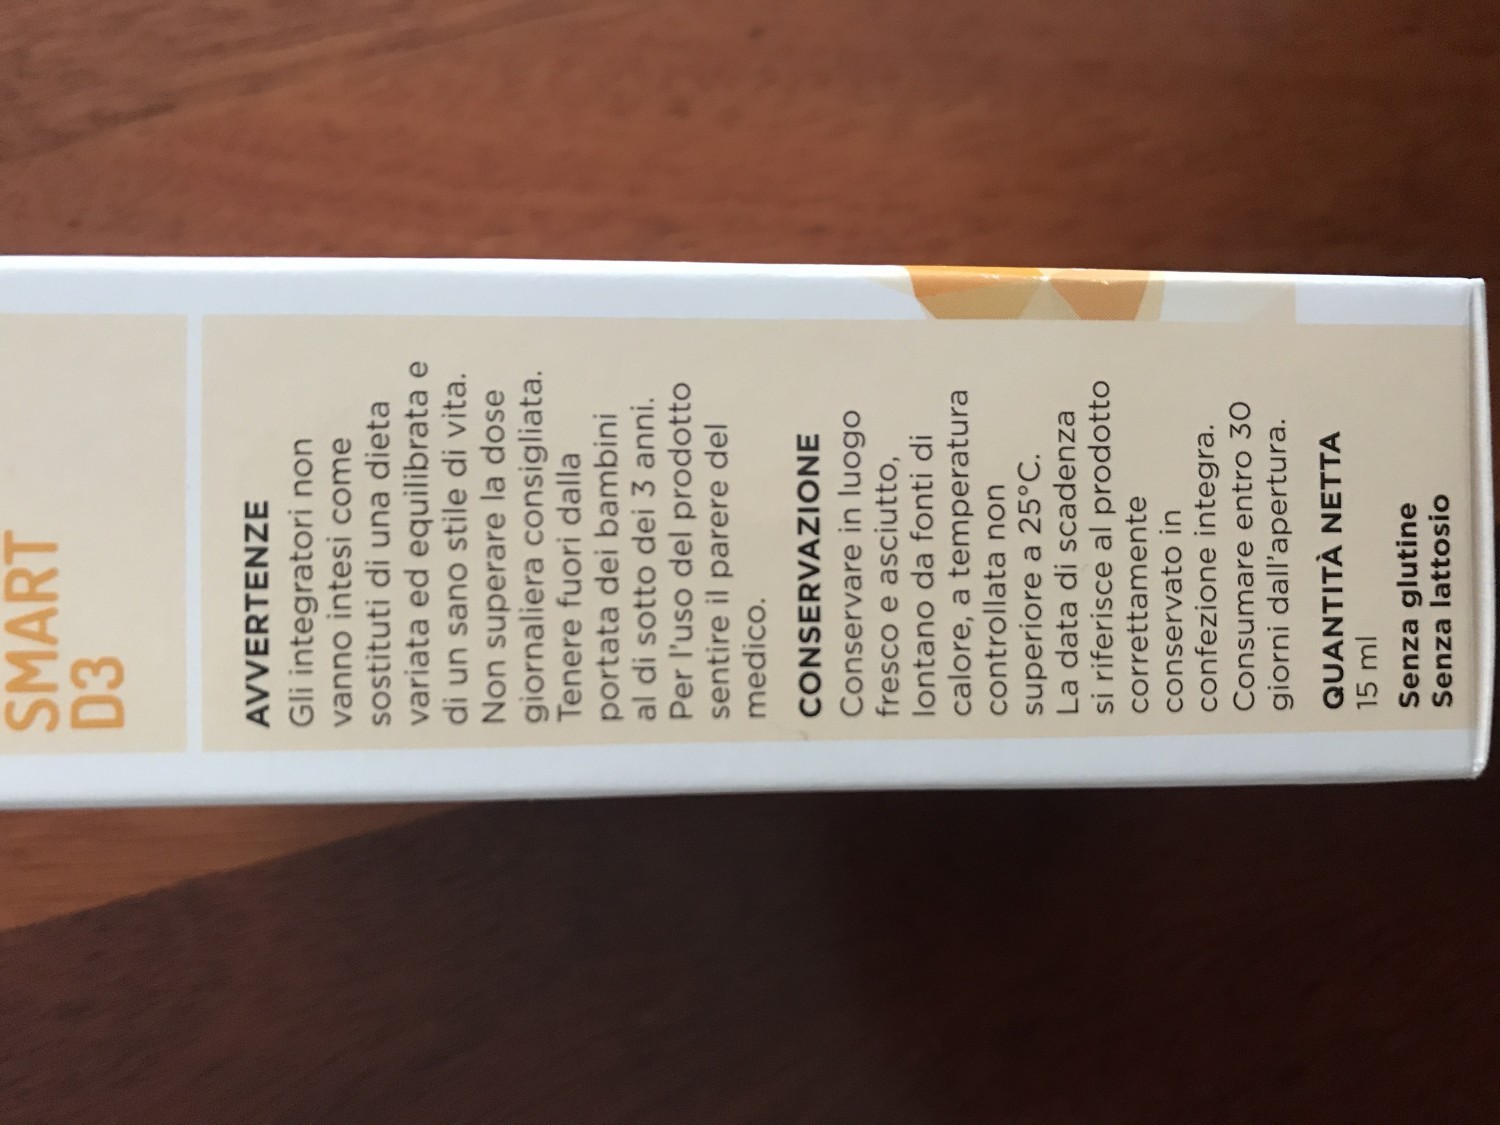 SMART
D3
AVVERTENZE
Gli integratori non
vanno intesi come
sostituti di una dieta
variata ed equilibrata e
di un sano stile di vita.
Non superare la dose
giornaliera consigliata.
Tenere fuori dalla
portata dei bambini
al di sotto dei 3 anni.
Per l'uso del prodotto
sentire il parere del
medico.
CONSERVAZIONE
Conservare in luogo
fresco e asciutto,
lontano da fonti di
calore, a temperatura
controllata non
superiore a 25°C.
La data di scadenza
si riferisce al prodotto
correttamente
conservato in
confezione integra.
Consumare entro 30
giorni dall'apertura.
QUANTITÀ NETTA
15 ml
Senza glutine
Senza lattosio